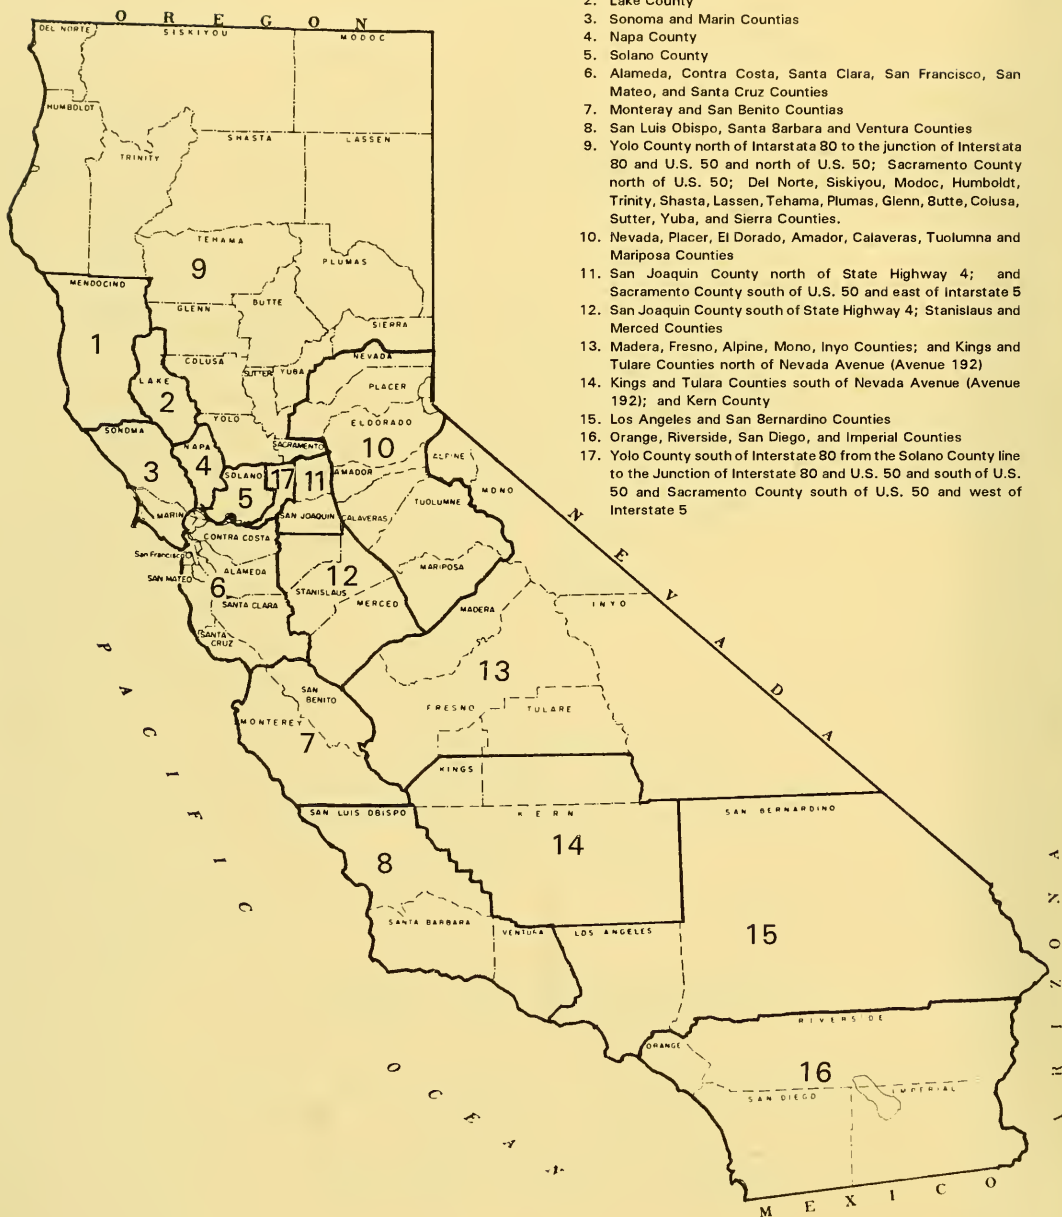 2. Lake County
3. Sonoma and Marin Countias
4. Napa County
5. Solano County
6. Alameda, Contra Costa, Santa Clara, San Francisco, San
Mateo, and Santa Cruz Counties
7. Monteray and San Benito Countias
8. San Luis Obispo, Santa 8arbara and Ventura Counties
9. Yolo County north of Intarstata 80 to the junction of Interstata
80 and U.S. 50 and north of U.S. 50; Sacramento County
north of U.S. 50; Del Norte, Siskiyou, Modoc, Humboldt,
Trinity, Shasta, Lassen, Tehama, Plumas, Glenn, 8utte, Colusa,
Sutter, Yuba, and Sierra Counties.
10. Nevada, Placer, El Dorado, Amador, Calaveras, Tuolumna and
Mariposa Counties
11. San Joaquin County north of State Highway 4; and
Sacramento County south of U.S. 50 and east of Intarstate 5
12. San Joaquin County south of State Highway 4; Stanislaus and
Merced Counties
13. Madera, Fresno, Alpine, Mono, Inyo Counties; and Kings and
Tulare Counties north of Nevada Avenue (Avenue 192)
14. Kings and Tulara Counties south of Nevada Avenue (Avenue
192); and Kern County
15. Los Angeles and San 8ernardino Counties
16. Orange, Riverside, San Diego, and Imperial Counties
17. Yolo County south of Interstate 80 from the Solano County line
to the Junction of Interstate 80 and U.S. 50 and south of U.S.
50 and Sacramento County south of U.S. 50 and west of
Interstate 5
OREGON
DEL NORTE
SISKIYOU
MODOC
HUMBOLDT
TRINITY
SHASTA
LASSEN
TEHAMA
9
PLUMAS
MENDOCINO
GLENN
BUTTE
SIERRA
1
COLUSA
SUTTER
YUBA
NEVADA
LAKE
2
PLACER
YOLO
EL DORADO
SONOMA
NAPA
SACRAMENTO
10
3
4
SOLANO
17
11
AMADOR
ALPINE
5
MONO
TUOLUMNE
MARIN
SAN JOAQUIN
CALAVERAS
CONTRA COSTA
San Francisco
ALAMEDA
SAN MATEO
6
12
STANISLAUS
MARIPOSA
SANTA CLARA
MERCED
MADERA
INYO
SANTA
CRUZ
NEVADA
13
SAN
BENITO
FRESNO
TULARE
MONTEREY
7
KINGS
SAN LUIS OBISPO
KERN
SAN BERNARDINO
14
8
SANTA BARBARA
VENTURA
LOS ANGELES
15
ARIZONA
RIVERSIDE
ORANGE
16
SAN DIEGO
IMPERIAL
PACIFIC
OCEAN
MEXICO